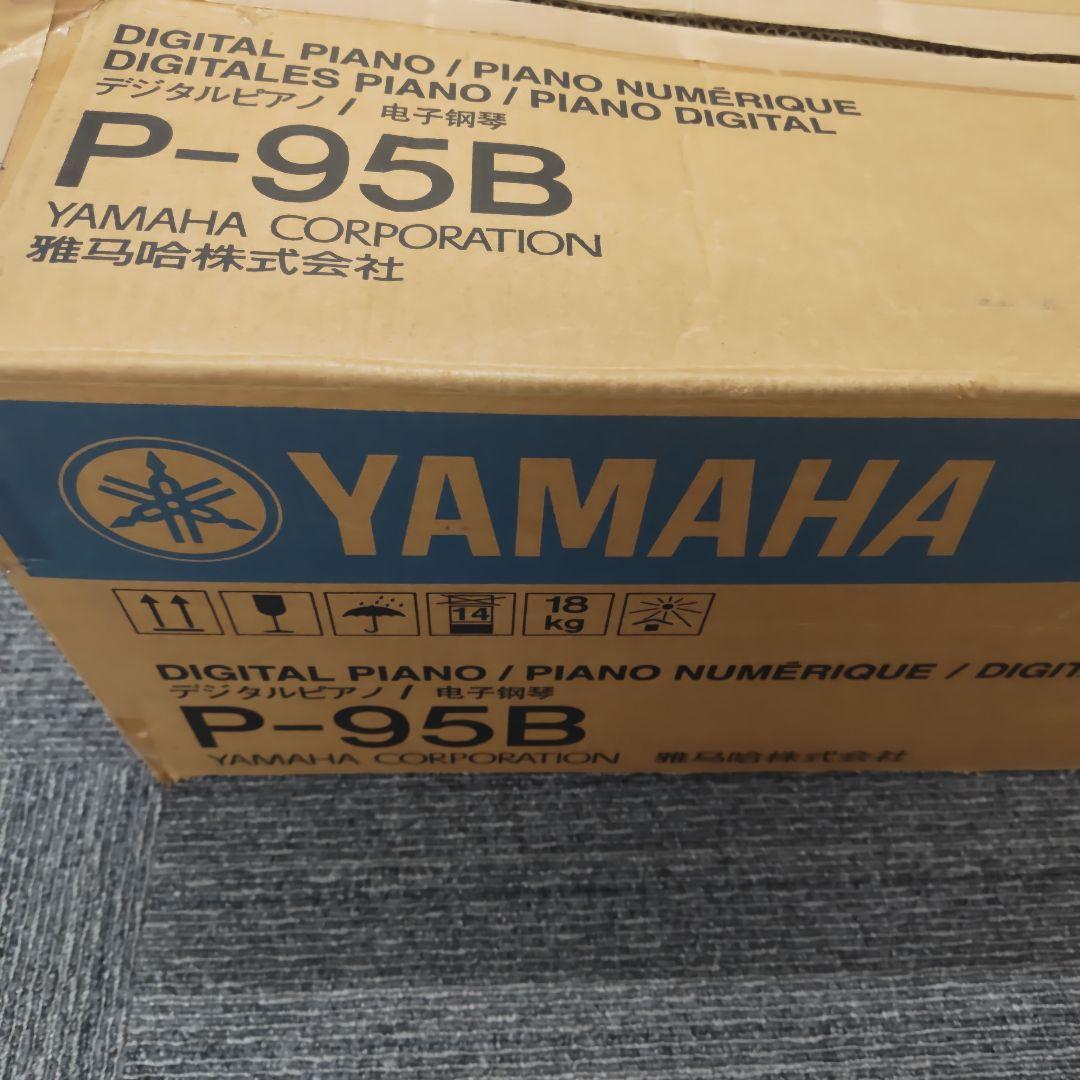 DIGITAL PIANO / PIANO NUMÉRIQUE
DIGITALES PIANO / PIANO DIGITAL
デジタルピアノ / 电子钢琴
P-95B
YAMAHA CORPORATION
雅马哈株式会社
YAMAHA
14
18
kg
DIGITAL PIANO / PIANO NUMÉRIQUE / DIGIT
デジタルピアノ / 电子钢琴
P-95B
YAMAHA CORPORATION 雅马哈株式会社